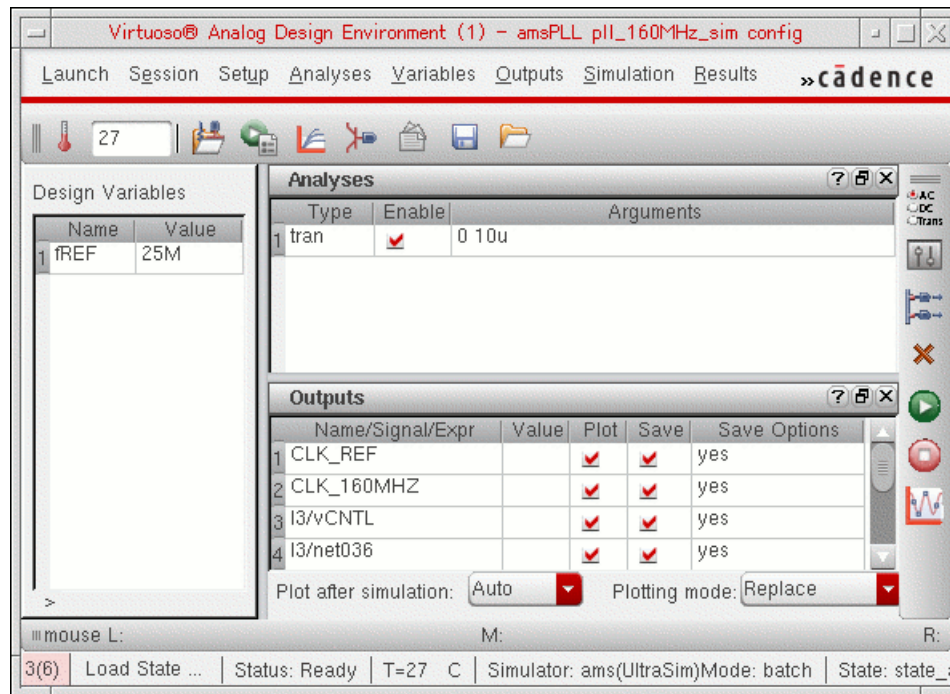 Virtuoso® Analog Design Environment (1) – amsPLL pll_160MHz_sim config
Launch Session Setup Analyses Variables Outputs Simulation Results cādence
27
Design Variables
Name Value
1 fREF 25M
>
Analyses
Type Enable Arguments
1 tran 0 10u
AC
DC
Trans
Outputs
Name/Signal/Expr Value Plot Save Save Options
1 CLK_REF yes
2 CLK_160MHZ yes
3 I3/vCNTL yes
4 I3/net036 yes
Plot after simulation: Auto Plotting mode: Replace
mouse L: M: R:
3(6) Load State ... Status: Ready T=27 C Simulator: ams(UltraSim)Mode: batch State: state_